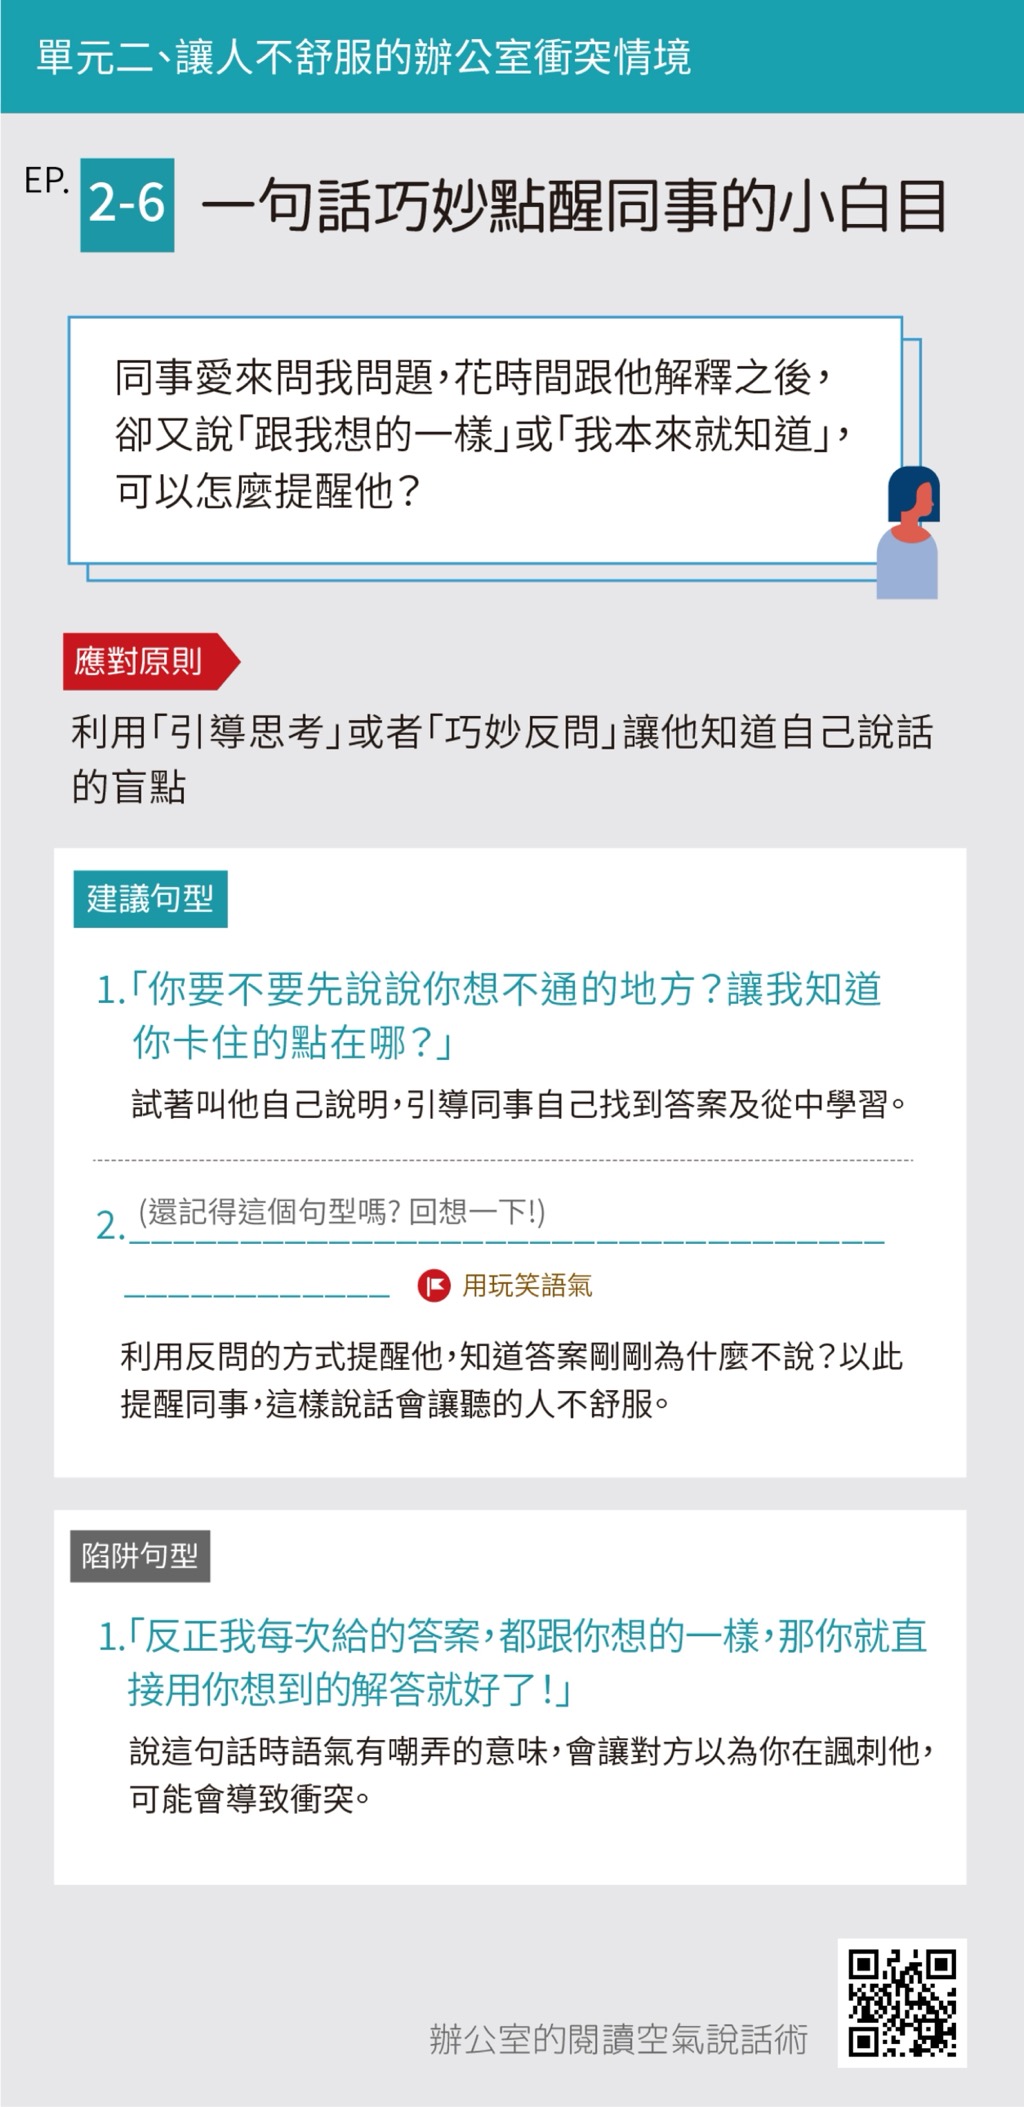 單元二、讓人不舒服的辦公室衝突情境
EP. 2-6 一句話巧妙點醒同事的小白目
同事愛來問我問題，花時間跟他解釋之後，
卻又說「跟我想的一樣」或「我本來就知道」，
可以怎麼提醒他？
應對原則
利用「引導思考」或者「巧妙反問」讓他知道自己說話
的盲點
建議句型
1.「你要不要先說說你想不通的地方？讓我知道
你卡住的點在哪？」
試著叫他自己說明，引導同事自己找到答案及從中學習。
2. (還記得這個句型嗎? 回想一下!)
用玩笑語氣
利用反問的方式提醒他，知道答案剛剛為什麼不說？以此
提醒同事，這樣說話會讓聽的人不舒服。
陷阱句型
1.「反正我每次給的答案，都跟你想的一樣，那你就直
接用你想到的解答就好了！」
說這句話時語氣有嘲弄的意味，會讓對方以為你在諷刺他，
可能會導致衝突。
辦公室的閱讀空氣說話術